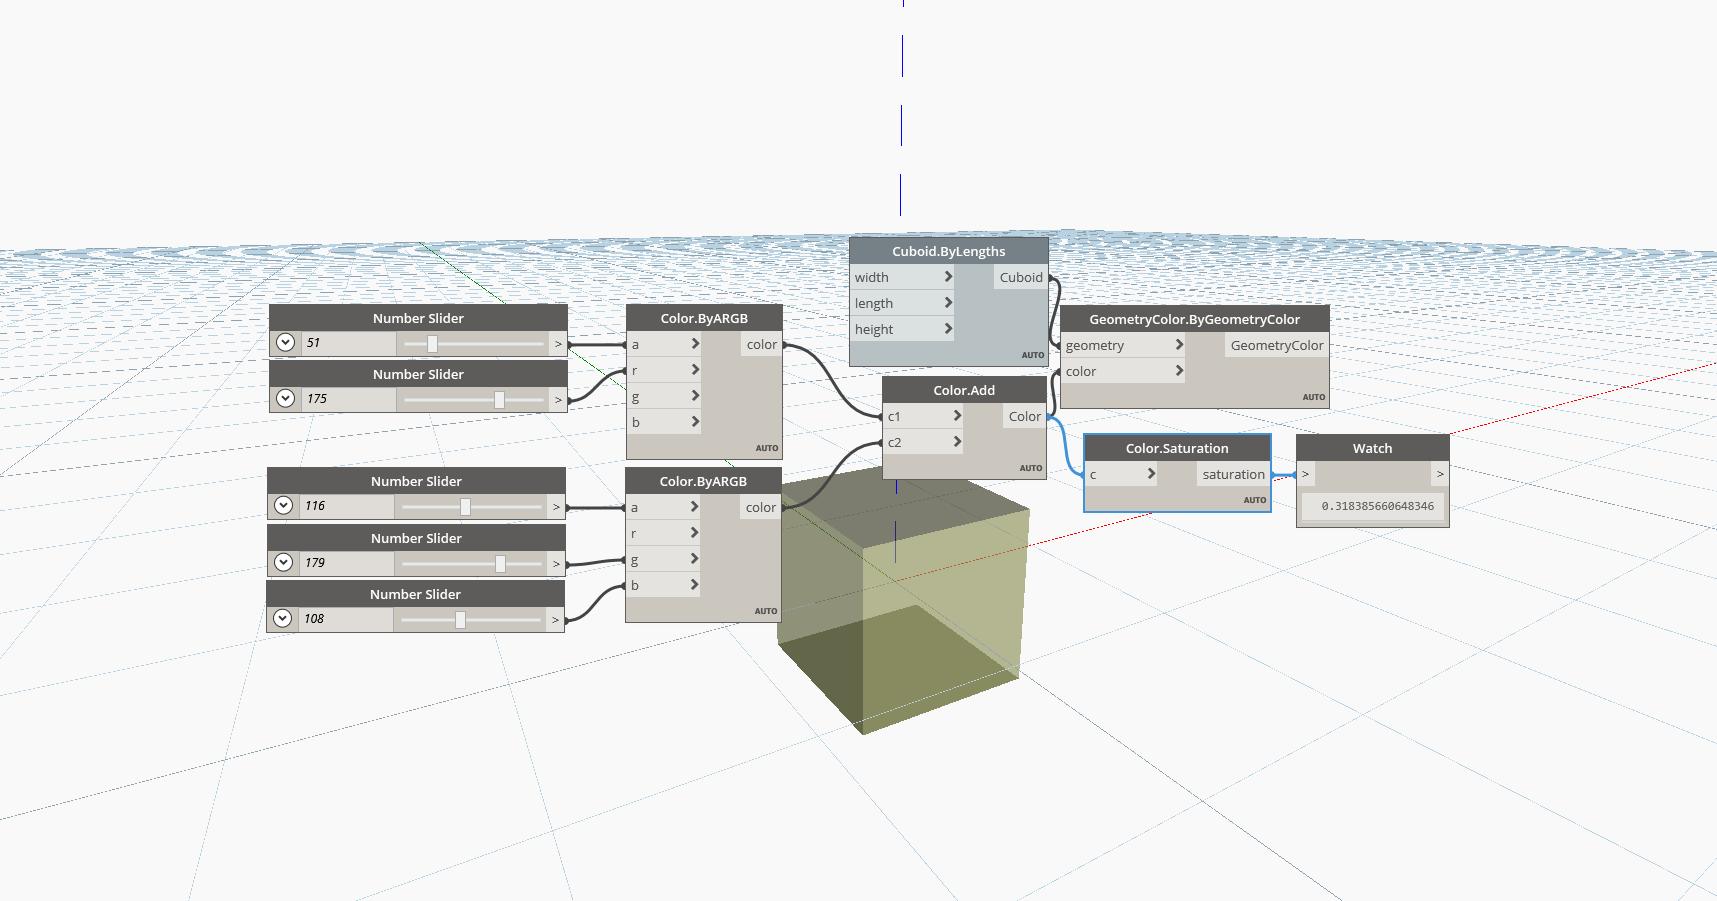 Cuboid.ByLengths
width > Cuboid
length >
height >
AUTO
Number Slider
51 >
Number Slider
175 >
Color.ByARGB
a > color
r >
g >
b >
AUTO
GeometryColor.ByGeometryColor
geometry > GeometryColor
color >
AUTO
Color.Add
c1 > Color
c2 >
AUTO
Color.Saturation
c > saturation
AUTO
Watch
> >
0.318385660648346
Number Slider
116 >
Number Slider
179 >
Number Slider
108 >
Color.ByARGB
a > color
r >
g >
b >
AUTO